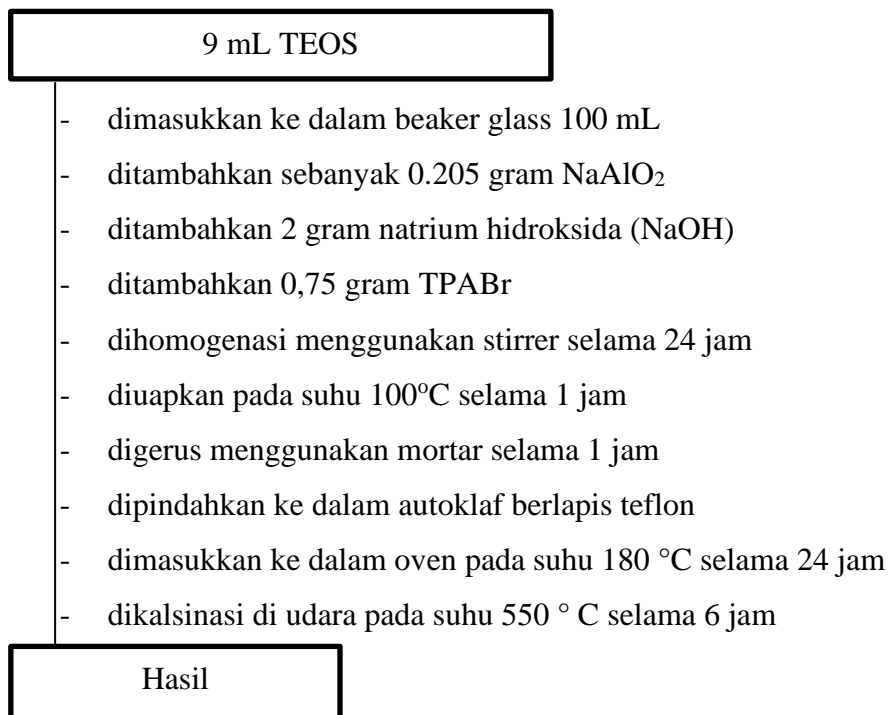 9 mL TEOS
- dimasukkan ke dalam beaker glass 100 mL
- ditambahkan sebanyak 0.205 gram NaAlO₂
- ditambahkan 2 gram natrium hidroksida (NaOH)
- ditambahkan 0,75 gram TPABr
- dihomogenasi menggunakan stirrer selama 24 jam
- diuapkan pada suhu 100°C selama 1 jam
- digerus menggunakan mortar selama 1 jam
- dipindahkan ke dalam autoklaf berlapis teflon
- dimasukkan ke dalam oven pada suhu 180 °C selama 24 jam
- dikalsinasi di udara pada suhu 550 ° C selama 6 jam
Hasil